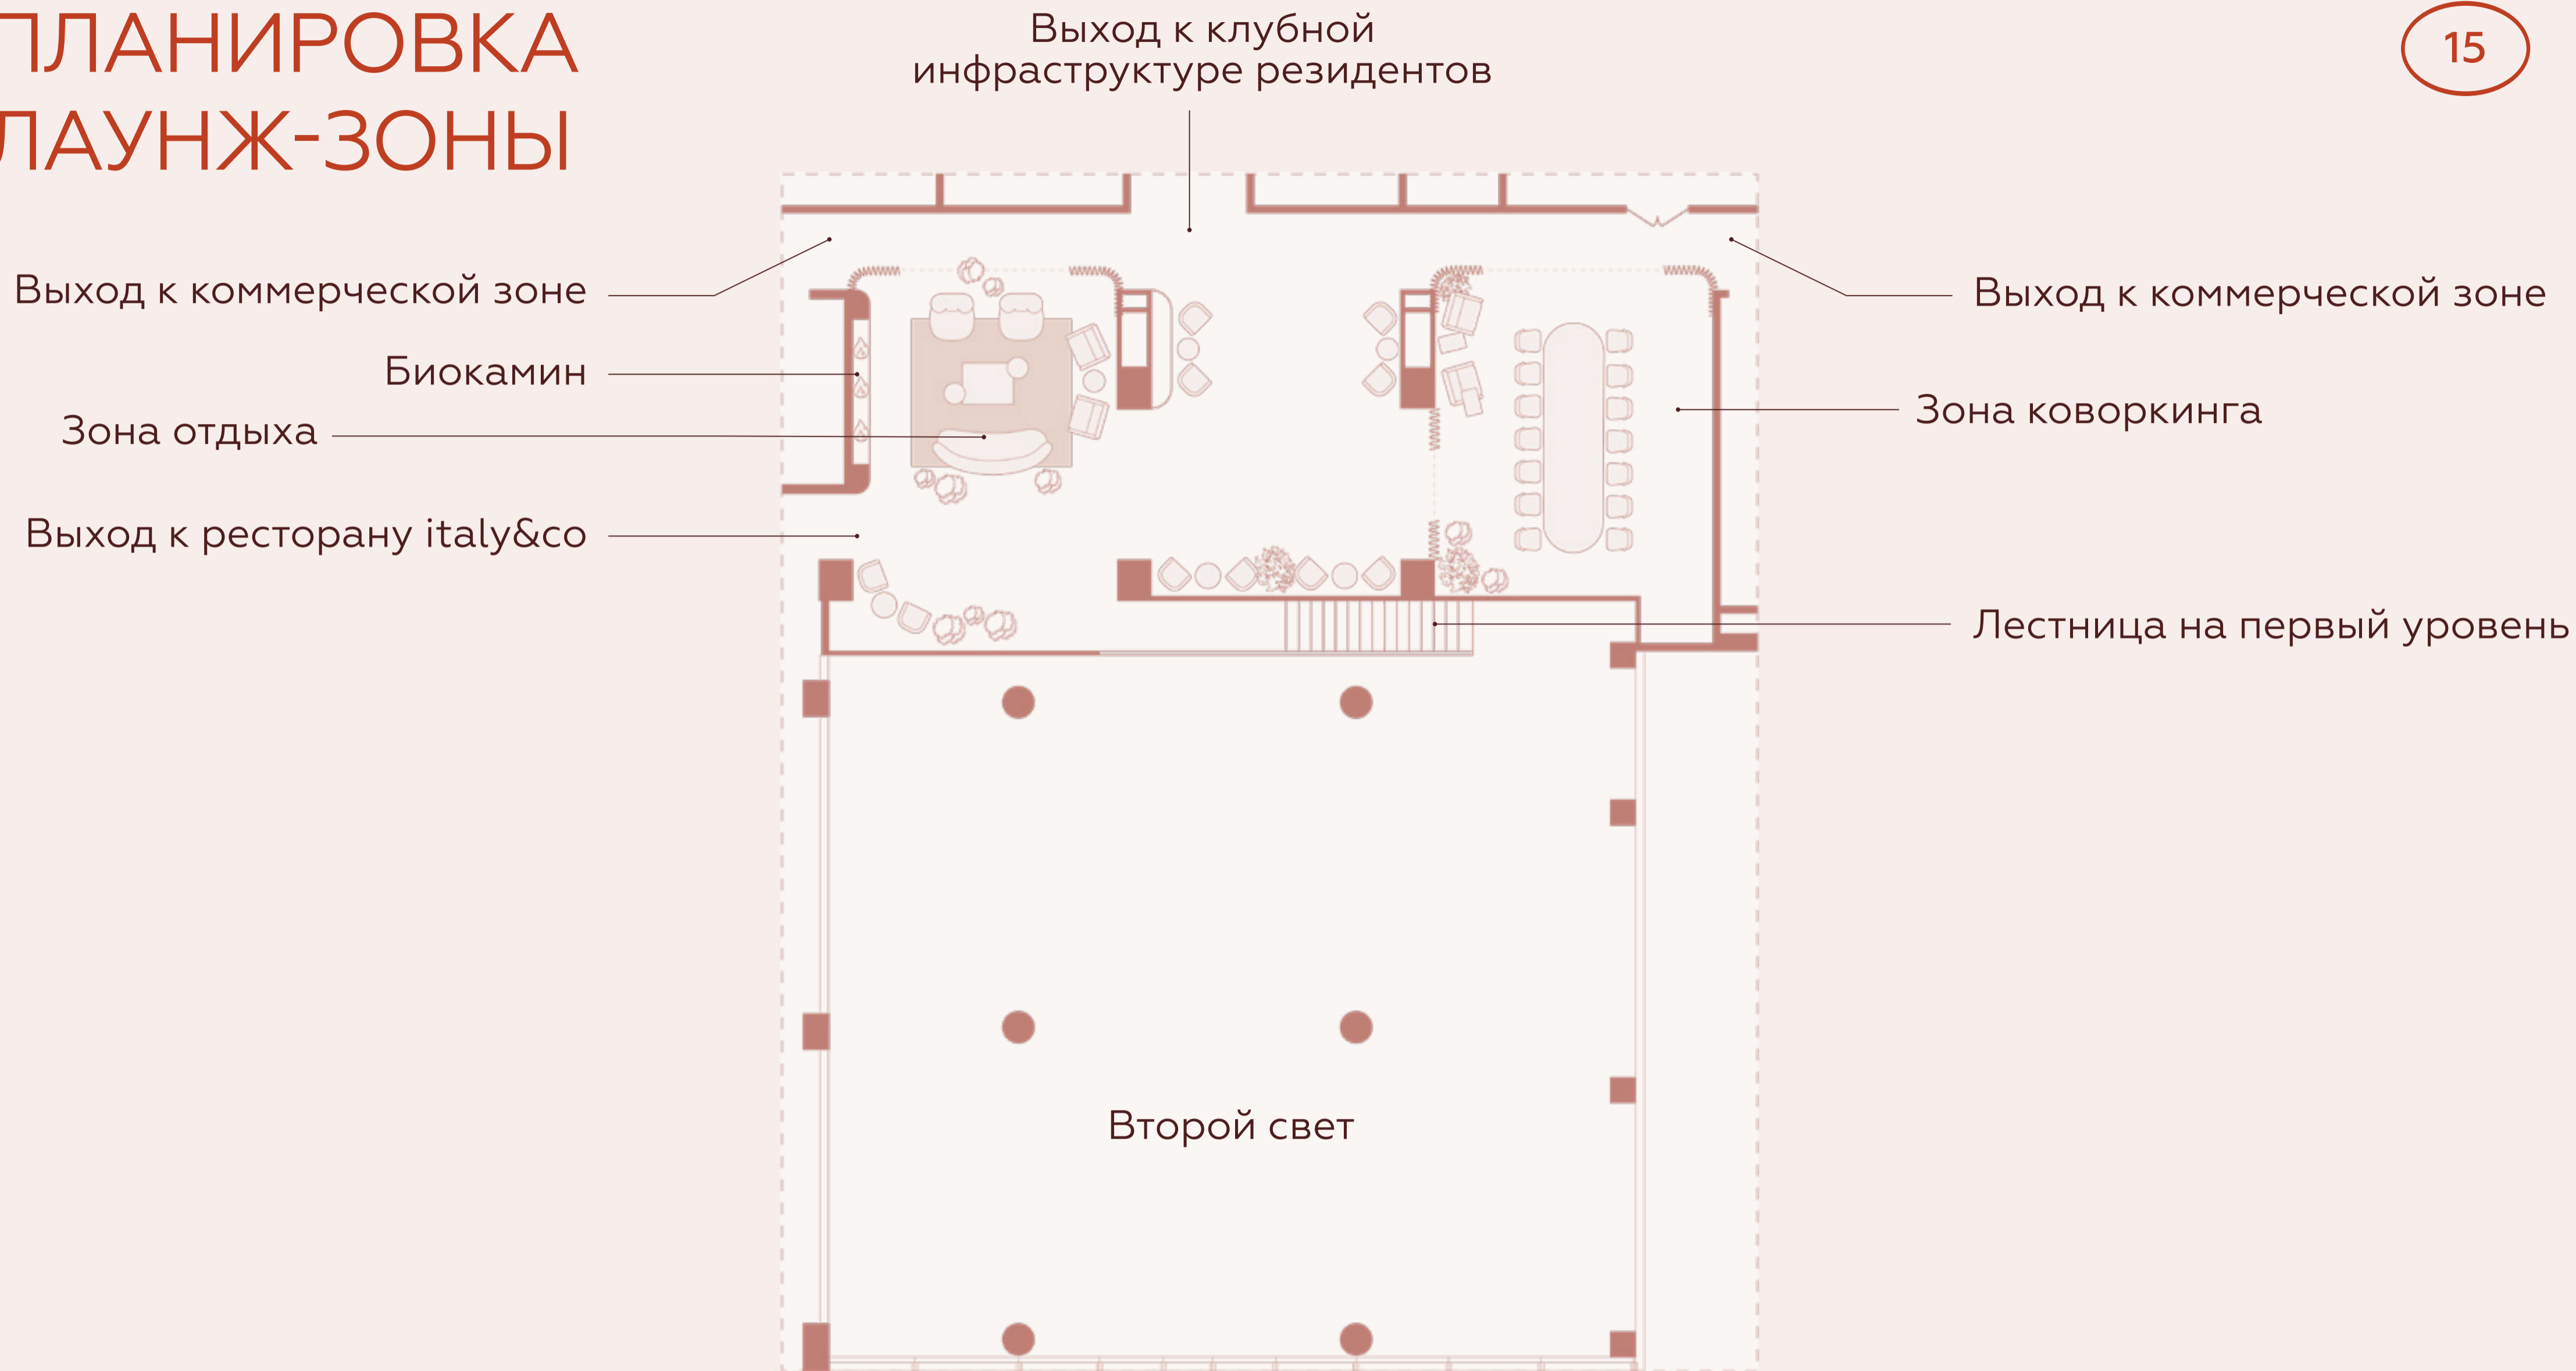 ПЛАНИРОВКА
ЛАУНЖ-ЗОНЫ
Выход к клубной
инфраструктуре резидентов
15
Выход к коммерческой зоне
Биокамин
Зона отдыха
Выход к ресторану italy&co
Выход к коммерческой зоне
Зона коворкинга
Лестница на первый уровень
Второй свет